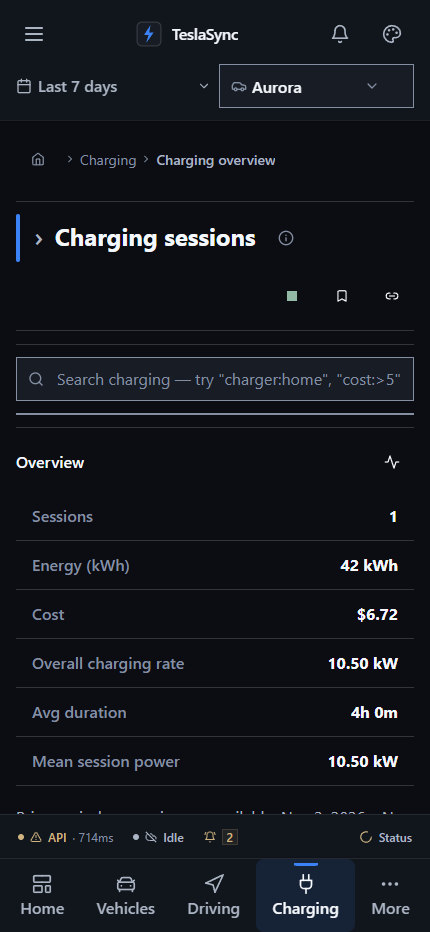 TeslaSync
Last 7 days
Aurora
Charging
Charging overview
Charging sessions
Search charging — try "charger:home", "cost:>5"
Overview
Sessions 1
Energy (kWh) 42 kWh
Cost $6.72
Overall charging rate 10.50 kW
Avg duration 4h 0m
Mean session power 10.50 kW
API · 714ms Idle 2 Status
Home Vehicles Driving Charging More